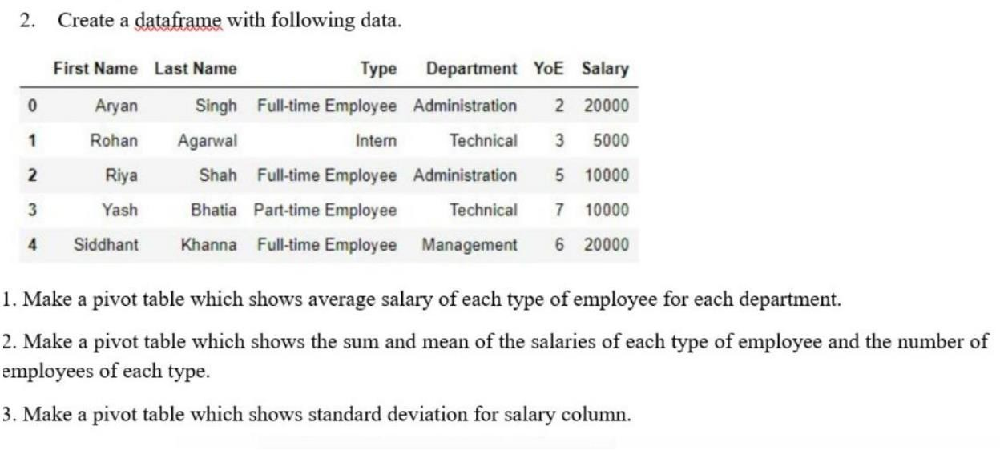 2. Create a dataframe with following data.
First Name Last Name Type Department YoE Salary
0 Aryan Singh Full-time Employee Administration 2 20000
1 Rohan Agarwal Intern Technical 3 5000
2 Riya Shah Full-time Employee Administration 5 10000
3 Yash Bhatia Part-time Employee Technical 7 10000
4 Siddhant Khanna Full-time Employee Management 6 20000
1. Make a pivot table which shows average salary of each type of employee for each department.
2. Make a pivot table which shows the sum and mean of the salaries of each type of employee and the number of
employees of each type.
3. Make a pivot table which shows standard deviation for salary column.